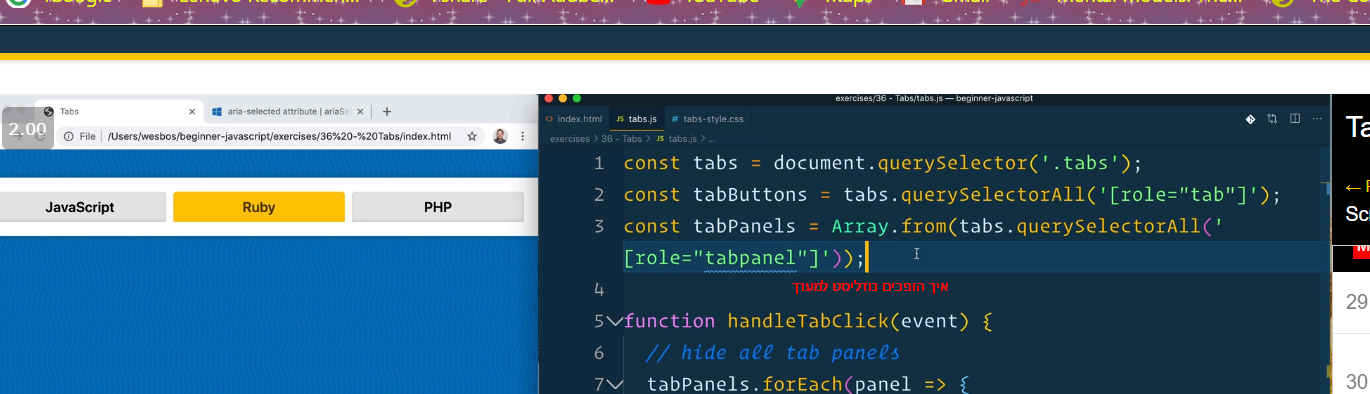 YouTube
Maps
Tabs
aria-selected attribute | ariaSe
2.00
File
/Users/wesbos/beginner-javascript/exercises/36%20-%20Tabs/index.html
JavaScript
Ruby
PHP
exercises/36 - Tabs/tabs.js — beginner-javascript
index.html
JS tabs.js
# tabs-style.css
exercises > 36 - Tabs > JS tabs.js > ...
1 const tabs = document.querySelector('.tabs');
2 const tabButtons = tabs.querySelectorAll('[role="tab"]');
3 const tabPanels = Array.from(tabs.querySelectorAll('
[role="tabpanel"]'));
4
איך הופכים נודליסט למערך
5 function handleTabClick(event) {
6 // hide all tab panels
7 tabPanels.forEach(panel => {
29
30